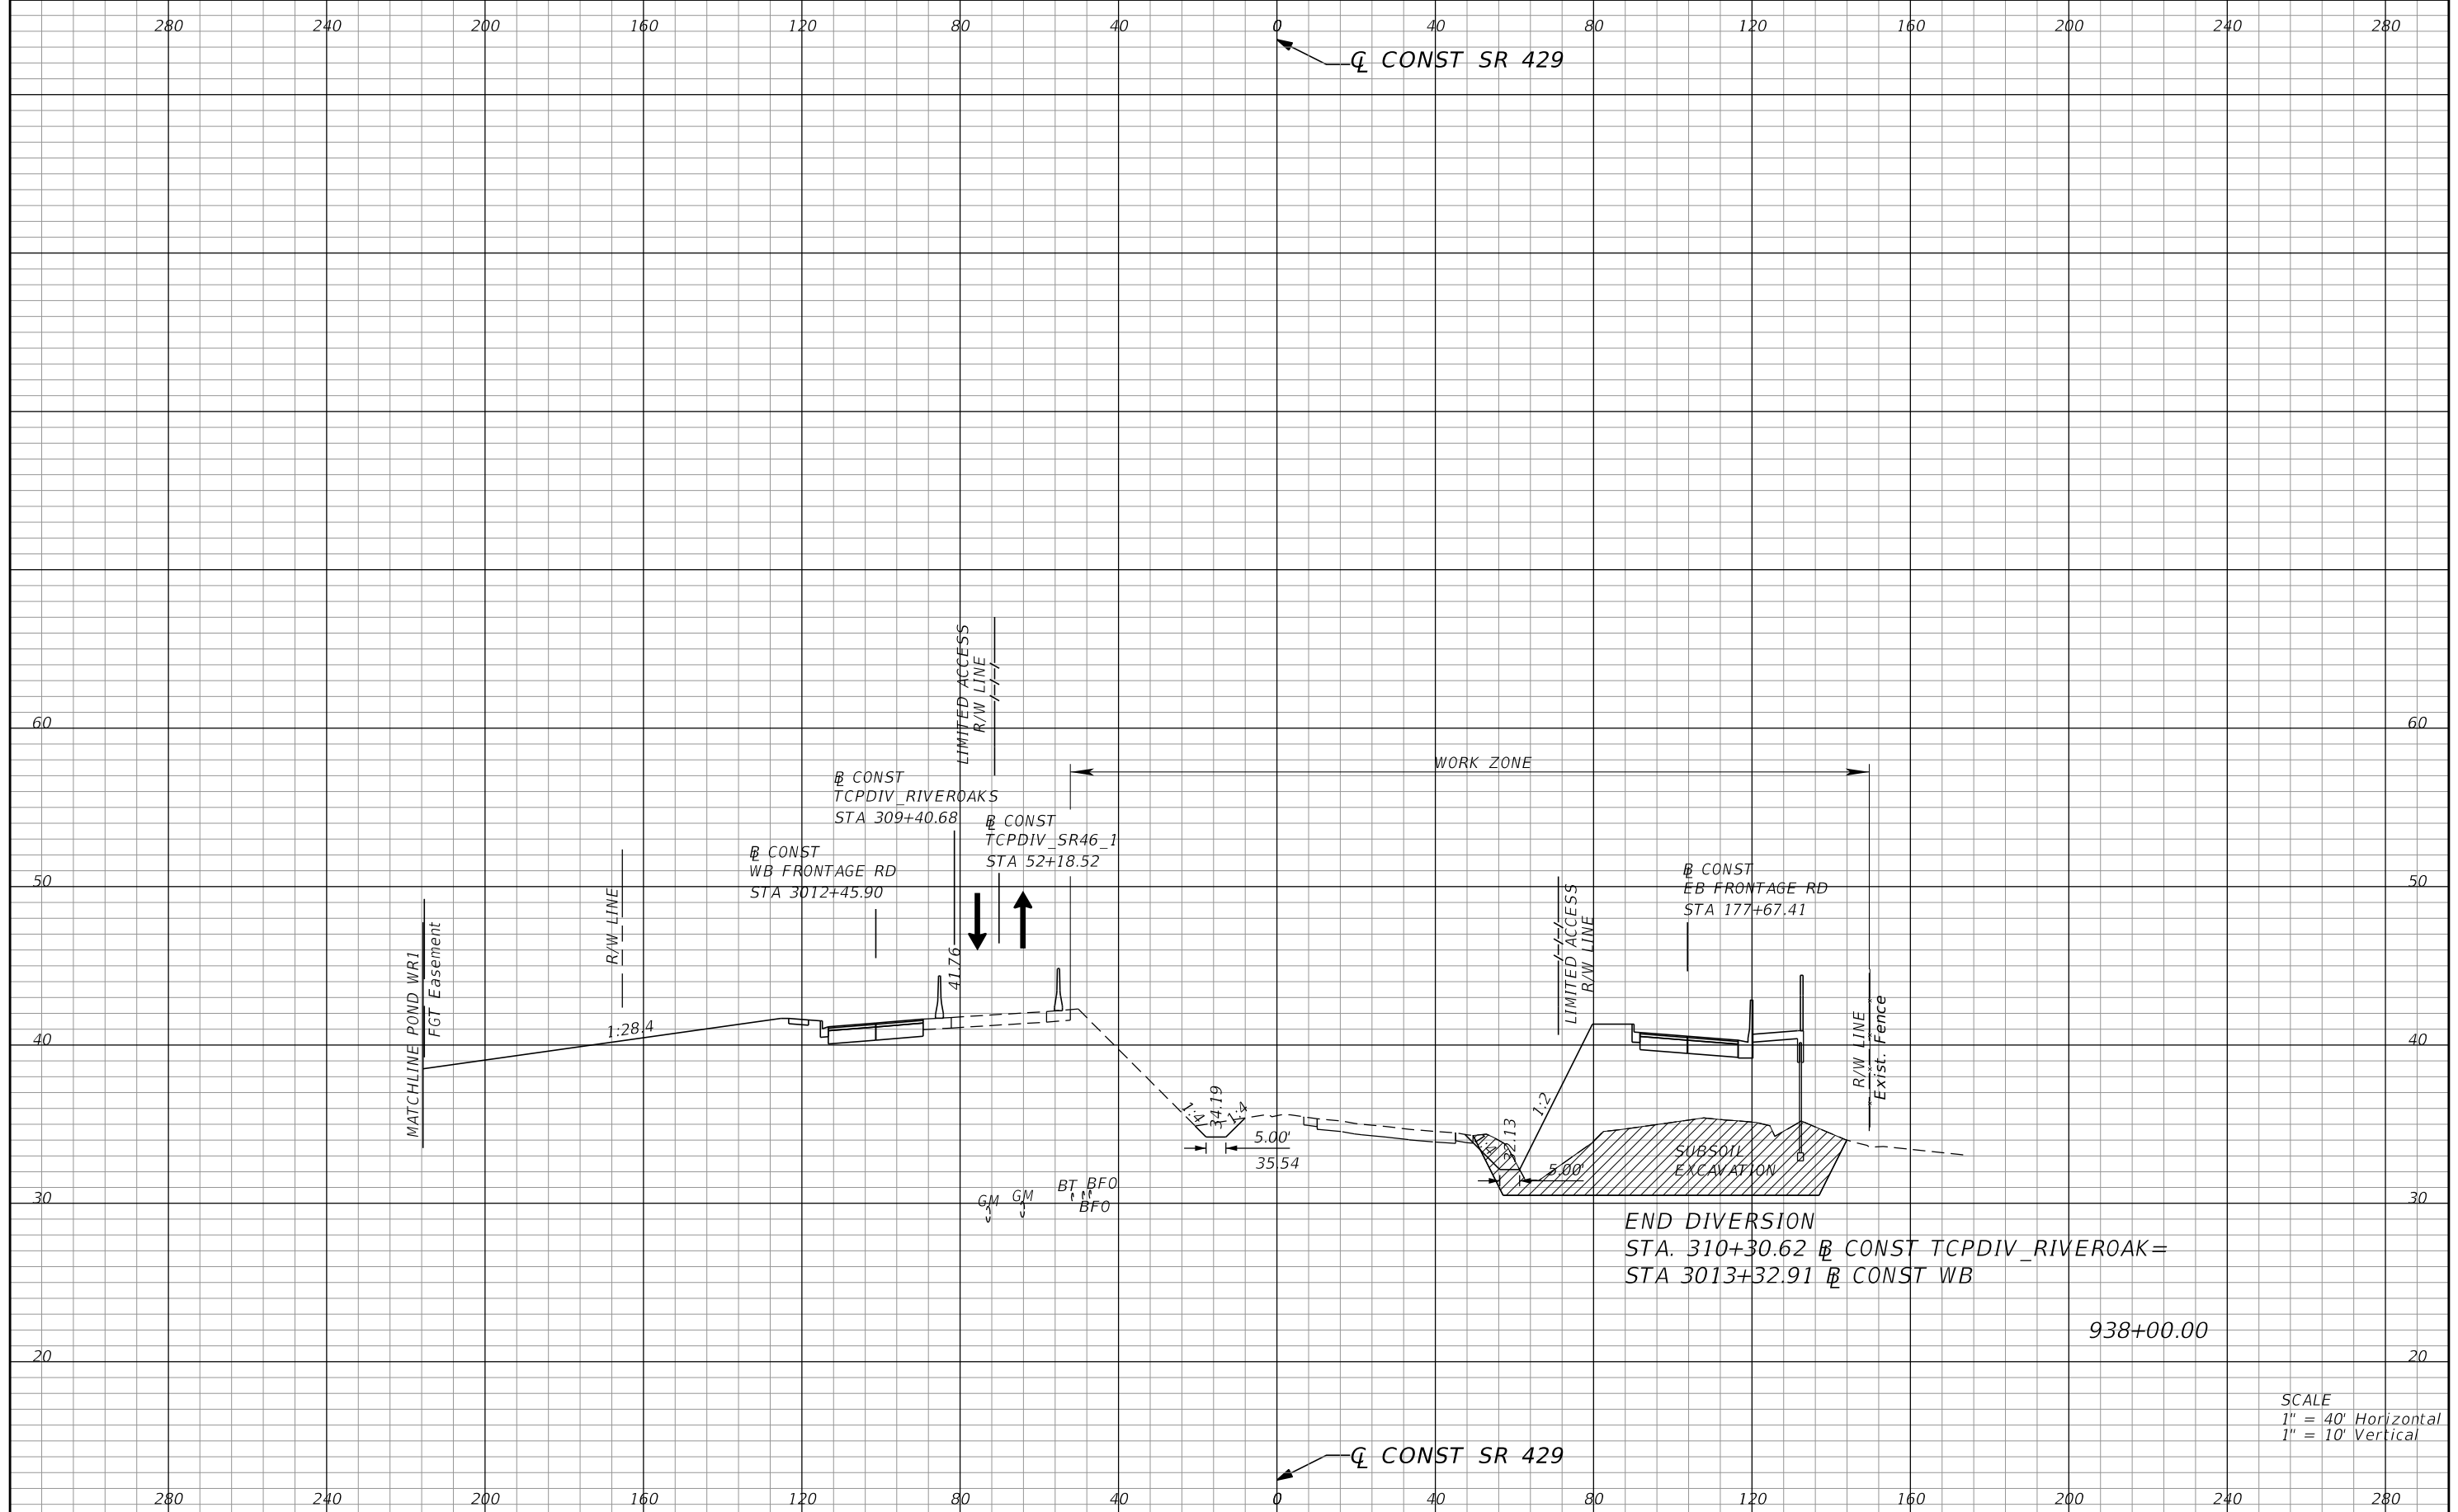 280 240 200 160 120 80 40 0 40 80 120 160 200 240 280
℄ CONST SR 429
LIMITED ACCESS
R/W LINE
60 60
WORK ZONE
℄ CONST
TCPDIV_RIVEROAKS
STA 309+40.68
BL CONST
TCPDIV_SR46_1
STA 52+18.52
BL CONST
WB FRONTAGE RD
STA 3012+45.90
BL CONST
EB FRONTAGE RD
STA 177+67.41
50 50
R/W LINE
MATCHLINE POND WR1
FGT Easement
41.76
LIMITED ACCESS
R/W LINE
R/W LINE
Exist. Fence
1:28.4
40 40
1:4
34.19
1:4
5.00'
35.54
1:2
1:4
32.13
5.00'
SUBSOIL
EXCAVATION
GM
GM
BT
BFO
BFO
30 30
END DIVERSION
STA. 310+30.62 BL CONST TCPDIV_RIVEROAK=
STA 3013+32.91 BL CONST WB
938+00.00
20 20
SCALE
1" = 40' Horizontal
1" = 10' Vertical
℄ CONST SR 429
280 240 200 160 120 80 40 0 40 80 120 160 200 240 280